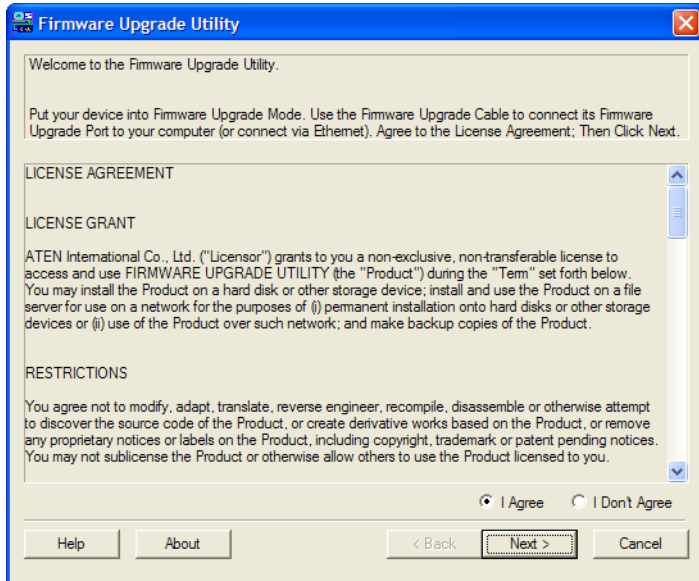 Firmware Upgrade Utility
Welcome to the Firmware Upgrade Utility.
Put your device into Firmware Upgrade Mode. Use the Firmware Upgrade Cable to connect its Firmware
Upgrade Port to your computer (or connect via Ethernet). Agree to the License Agreement; Then Click Next.
LICENSE AGREEMENT
LICENSE GRANT
ATEN International Co., Ltd. ("Licensor") grants to you a non-exclusive, non-transferable license to
access and use FIRMWARE UPGRADE UTILITY (the "Product") during the "Term" set forth below.
You may install the Product on a hard disk or other storage device; install and use the Product on a file
server for use on a network for the purposes of (i) permanent installation onto hard disks or other storage
devices or (ii) use of the Product over such network; and make backup copies of the Product.
RESTRICTIONS
You agree not to modify, adapt, translate, reverse engineer, recompile, disassemble or otherwise attempt
to discover the source code of the Product, or create derivative works based on the Product, or remove
any proprietary notices or labels on the Product, including copyright, trademark or patent pending notices.
You may not sublicense the Product or otherwise allow others to use the Product licensed to you.
I Agree I Don't Agree
Help About < Back Next > Cancel